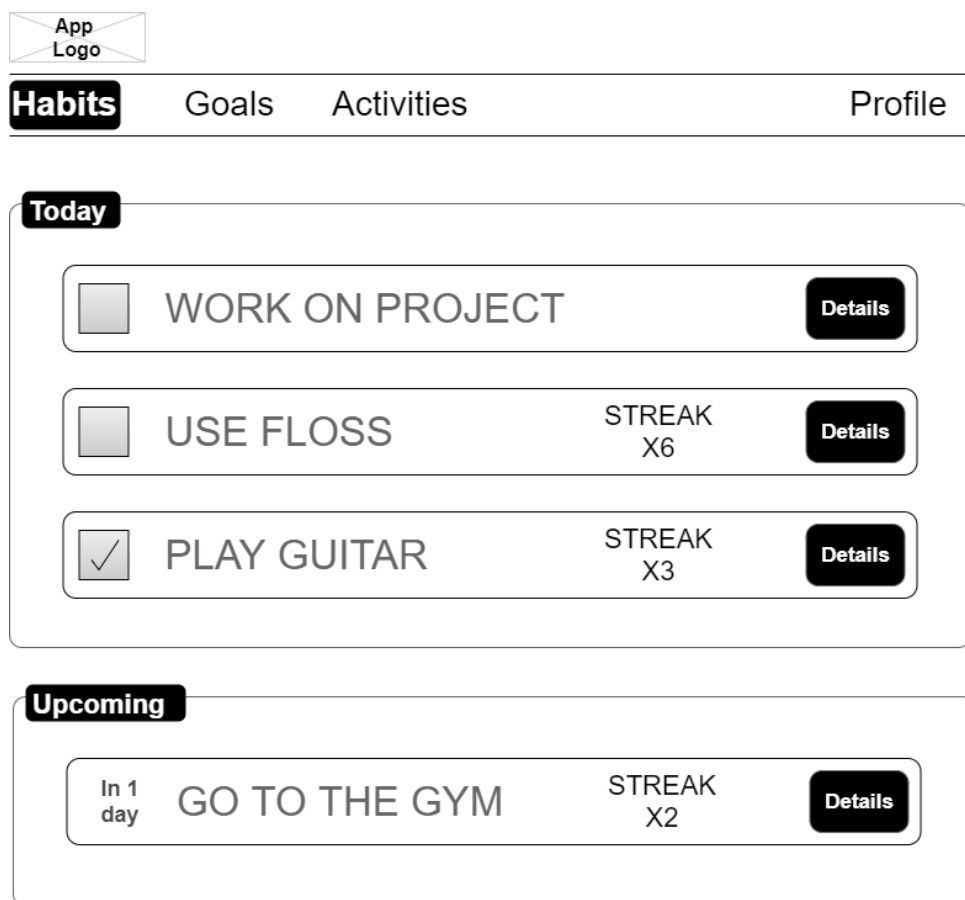 App
Logo
Habits Goals Activities Profile
Today
WORK ON PROJECT Details
USE FLOSS STREAK X6 Details
PLAY GUITAR STREAK X3 Details
Upcoming
In 1 day GO TO THE GYM STREAK X2 Details